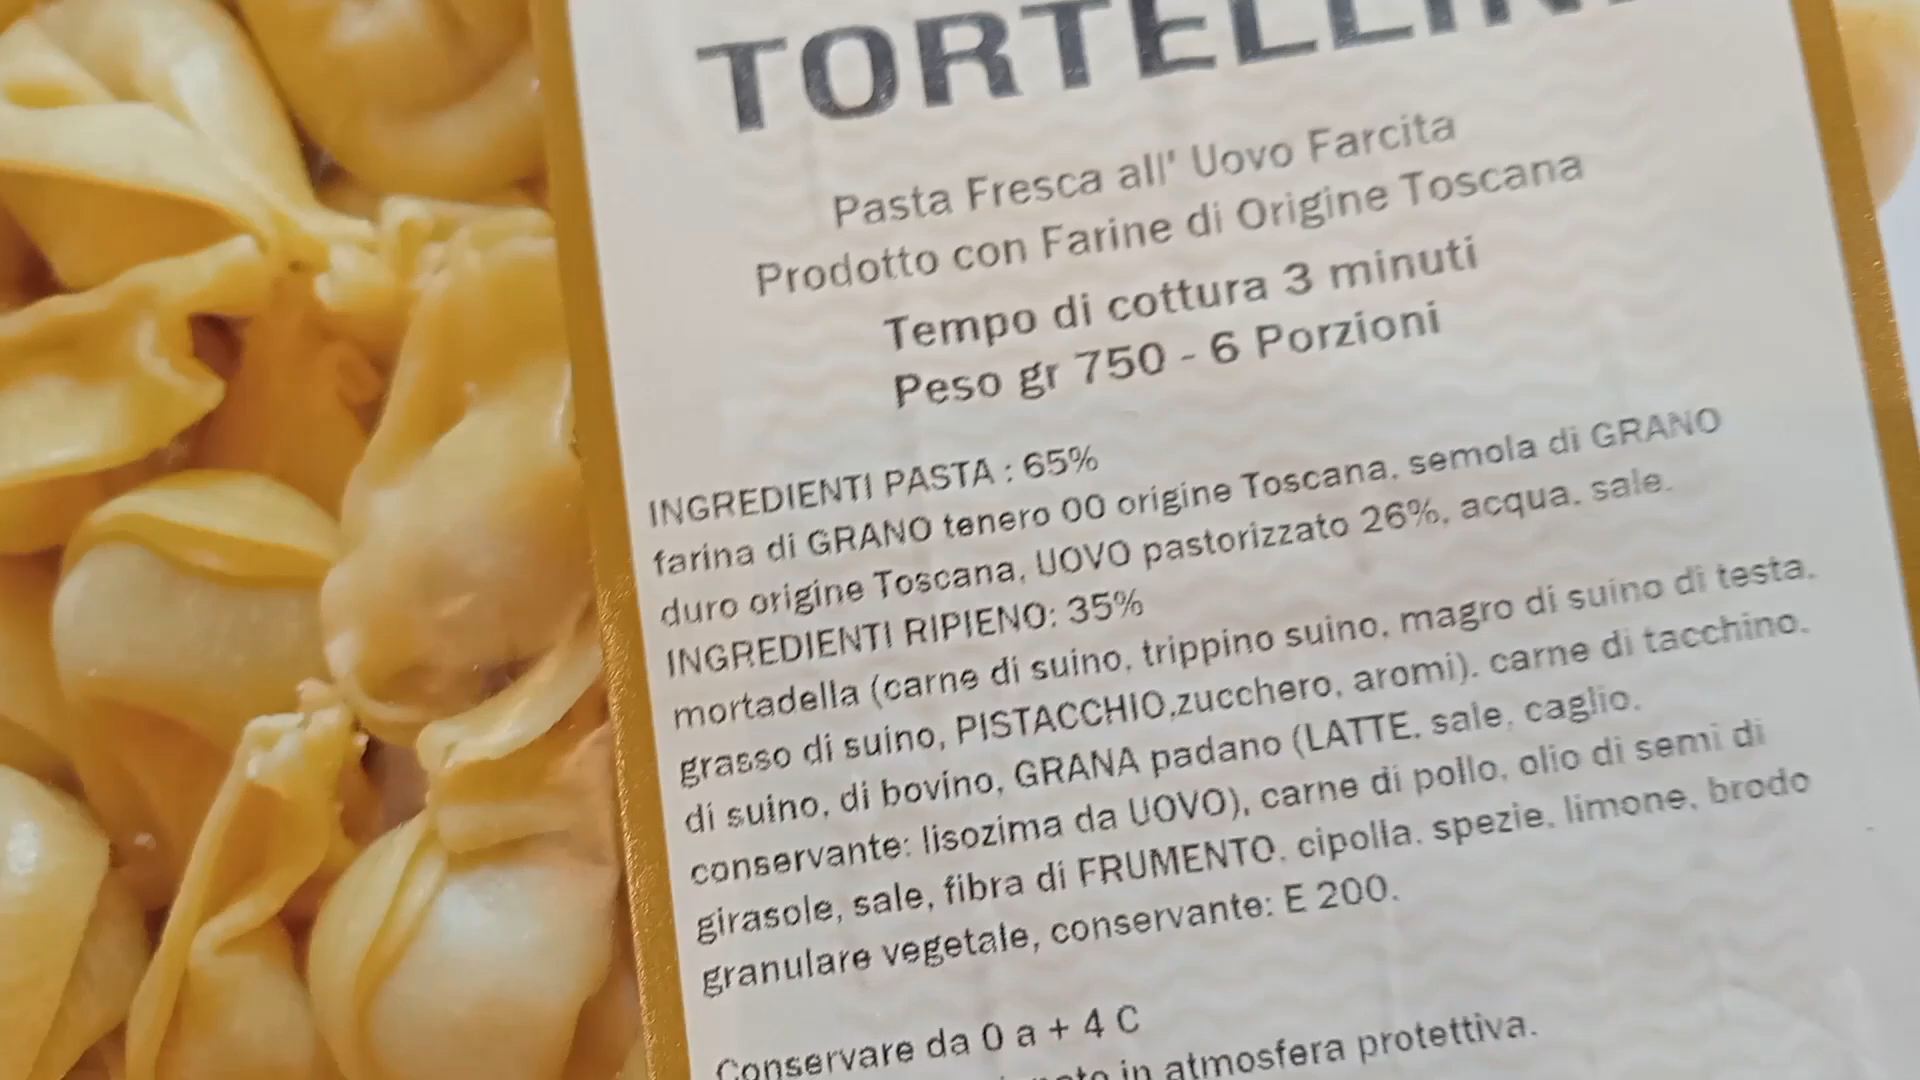 TORTELLINI
Pasta Fresca all' Uovo Farcita
Prodotto con Farine di Origine Toscana
Tempo di cottura 3 minuti
Peso gr 750 - 6 Porzioni
INGREDIENTI PASTA : 65%
farina di GRANO tenero 00 origine Toscana, semola di GRANO
duro origine Toscana, UOVO pastorizzato 26%, acqua, sale.
INGREDIENTI RIPIENO: 35%
mortadella (carne di suino, trippino suino, magro di suino di testa,
grasso di suino, PISTACCHIO,zucchero, aromi), carne di tacchino,
di suino, di bovino, GRANA padano (LATTE, sale, caglio,
conservante: lisozima da UOVO), carne di pollo, olio di semi di
girasole, sale, fibra di FRUMENTO, cipolla, spezie, limone, brodo
granulare vegetale, conservante: E 200.
Conservare da 0 a + 4 C
in atmosfera protettiva.